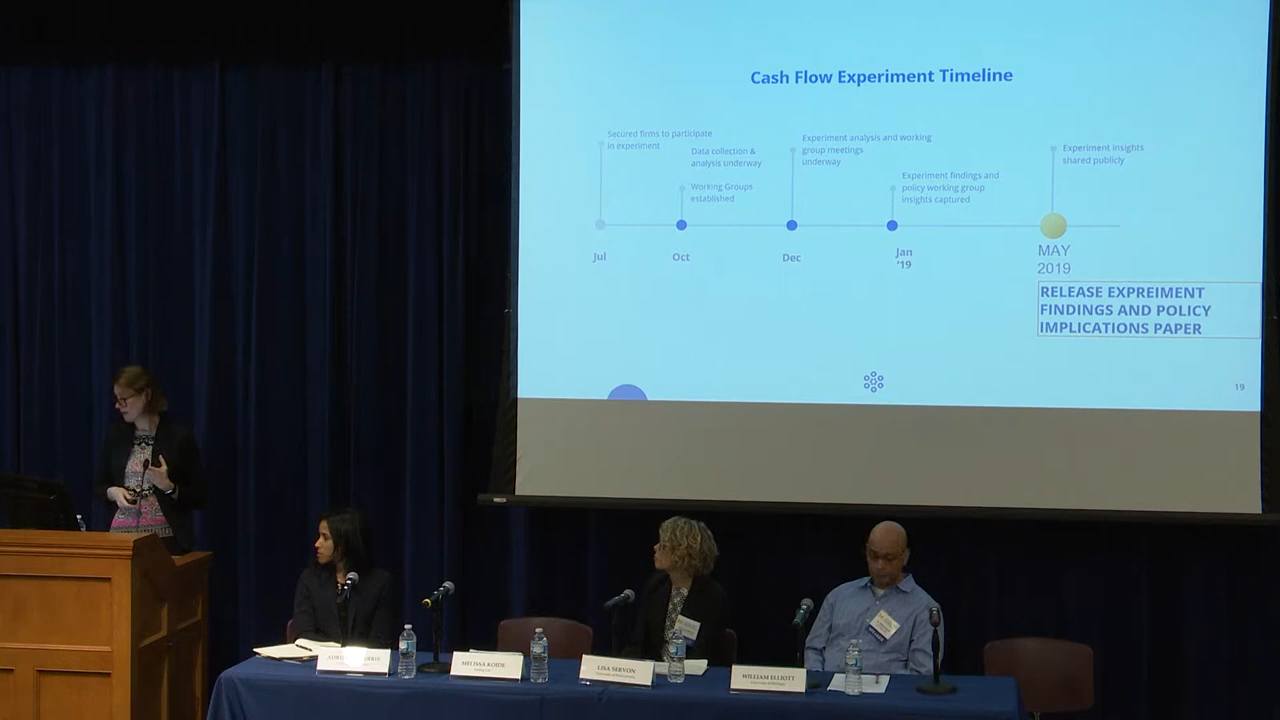 Cash Flow Experiment Timeline
Secured firms to participate
in experiment
Data collection &
analysis underway
Working Groups
established
Experiment analysis and working
group meetings
underway
Experiment findings and
policy working group
insights captured
Experiment insights
shared publicly
Jul
Oct
Dec
Jan
'19
MAY
2019
RELEASE EXPREIMENT
FINDINGS AND POLICY
IMPLICATIONS PAPER
19
MELISSA KOIDE
LISA SERVON
WILLIAM ELLIOTT